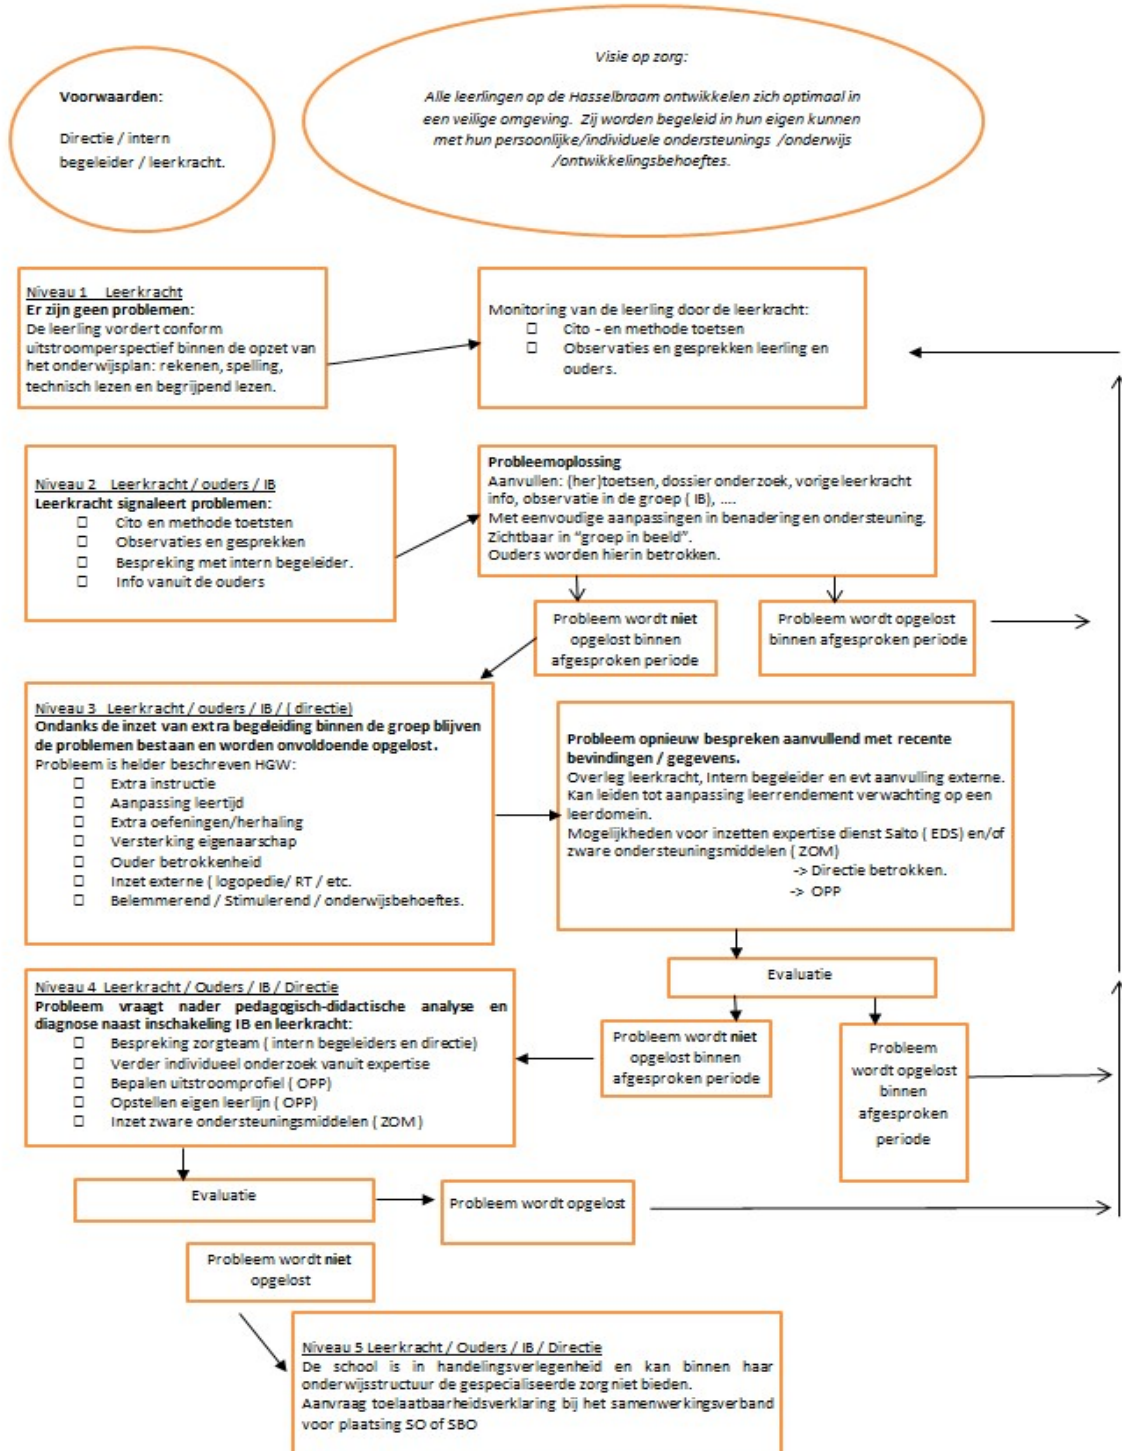 Voorwaarden:
Directie / intern
begeleider / leerkracht.
Visie op zorg:
Alle leerlingen op de Hasselbraam ontwikkelen zich optimaal in
een veilige omgeving. Zij worden begeleid in hun eigen kunnen
met hun persoonlijke/individuele ondersteunings /onderwijs
/ontwikkelingsbehoeftes.
Niveau 1 Leerkracht
Er zijn geen problemen:
De leerling vordert conform
uitstroomperspectief binnen de opzet van
het onderwijsplan: rekenen, spelling,
technisch lezen en begrijpend lezen.
Monitoring van de leerling door de leerkracht:
☐ Cito - en methode toetsen
☐ Observaties en gesprekken leerling en
ouders.
Niveau 2 Leerkracht / ouders / IB
Leerkracht signaleert problemen:
☐ Cito en methode toetsten
☐ Observaties en gesprekken
☐ Bespreking met intern begeleider.
☐ Info vanuit de ouders
Probleemoplossing
Aanvullen: (her)toetsen, dossier onderzoek, vorige leerkracht
info, observatie in de groep ( IB), ....
Met eenvoudige aanpassingen in benadering en ondersteuning.
Zichtbaar in “groep in beeld”.
Ouders worden hierin betrokken.
Probleem wordt niet
opgelost binnen
afgesproken periode
Probleem wordt opgelost
binnen afgesproken periode
Niveau 3 Leerkracht / ouders / IB / ( directie)
Ondanks de inzet van extra begeleiding binnen de groep blijven
de problemen bestaan en worden onvoldoende opgelost.
Probleem is helder beschreven HGW:
☐ Extra instructie
☐ Aanpassing leertijd
☐ Extra oefeningen/herhaling
☐ Versterking eigenaarschap
☐ Ouder betrokkenheid
☐ Inzet externe ( logopedie/ RT / etc.
☐ Belemmerend / Stimulerend / onderwijsbehoeftes.
Probleem opnieuw bespreken aanvullend met recente
bevindingen / gegevens.
Overleg leerkracht, Intern begeleider en evt aanvulling externe.
Kan leiden tot aanpassing leerrendement verwachting op een
leerdomein.
Mogelijkheden voor inzetten expertise dienst Salto ( EDS) en/of
zware ondersteuningsmiddelen ( ZOM)
-> Directie betrokken.
-> OPP
Evaluatie
Probleem wordt niet
opgelost binnen
afgesproken periode
Probleem
wordt opgelost
binnen
afgesproken
periode
Niveau 4 Leerkracht / Ouders / IB / Directie
Probleem vraagt nader pedagogisch-didactische analyse en
diagnose naast inschakeling IB en leerkracht:
☐ Bespreking zorgteam ( intern begeleiders en directie)
☐ Verder individueel onderzoek vanuit expertise
☐ Bepalen uitstroomprofiel ( OPP)
☐ Opstellen eigen leerlijn ( OPP)
☐ Inzet zware ondersteuningsmiddelen ( ZOM )
Evaluatie
Probleem wordt opgelost
Probleem wordt niet
opgelost
Niveau 5 Leerkracht / Ouders / IB / Directie
De school is in handelingsverlegenheid en kan binnen haar
onderwijsstructuur de gespecialiseerde zorg niet bieden.
Aanvraag toelaatbaarheidsverklaring bij het samenwerkingsverband
voor plaatsing SO of SBO